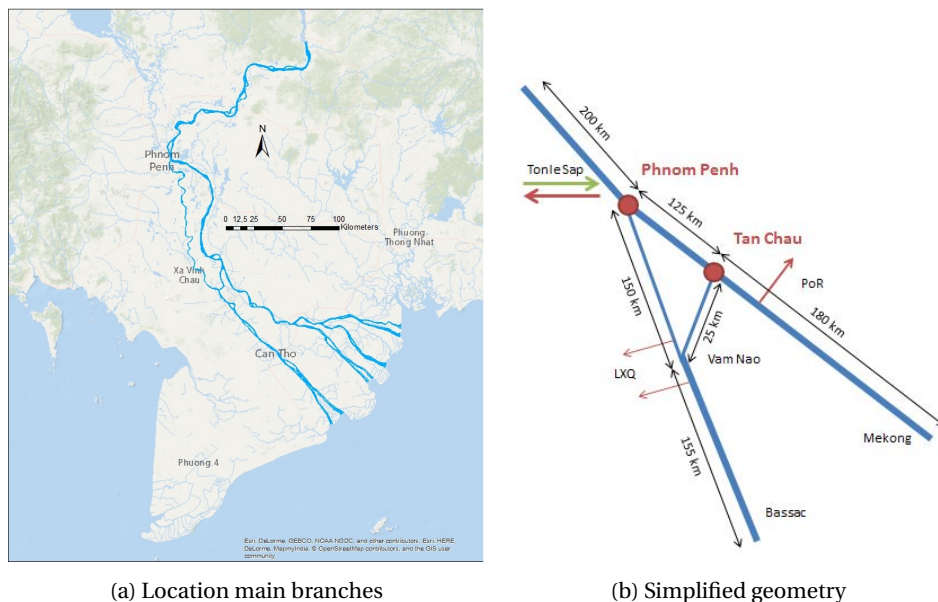 N
Phnom
Penh
0 12,5 25 50 75 100
Kilometers
Phuong
Thong Nhat
Xa Vinh
Chau
Can Tho
Phuong 4
Esri, DeLorme, GEBCO, NOAA NGDC, and other contributors, Esri, HERE,
DeLorme, MapmyIndia, © OpenStreetMap contributors, and the GIS user
community
(a) Location main branches
200 km
TonleSap
Phnom Penh
125 km
Tan Chau
PoR
150 km
25 km
180 km
LXQ
Vam Nao
155 km
Mekong
Bassac
(b) Simplified geometry